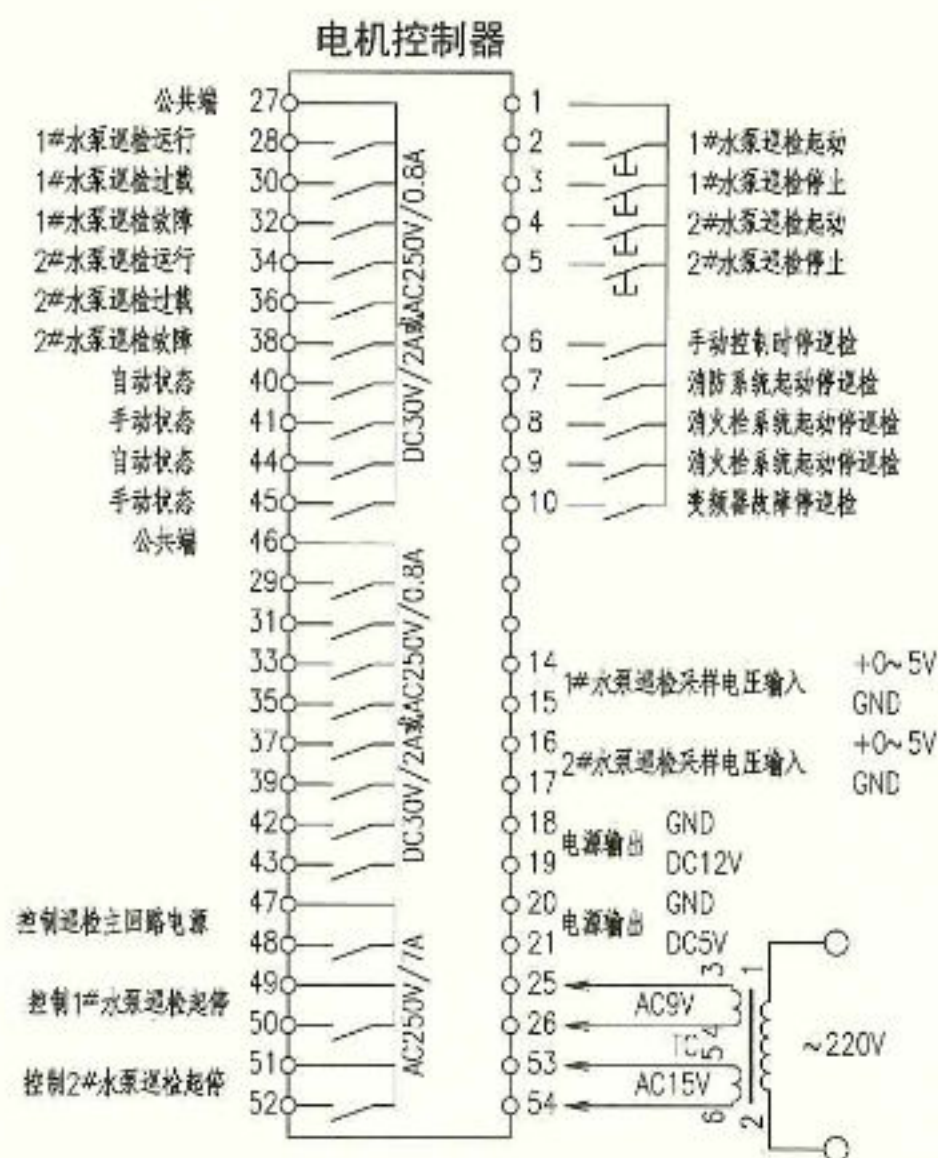 电机控制器
公共端 27
1#水泵巡检运行 28
1#水泵巡检过载 30
1#水泵巡检故障 32
2#水泵巡检运行 34
2#水泵巡检过载 36
2#水泵巡检故障 38
自动状态 40
手动状态 41
自动状态 44
手动状态 45
DC30V/2A或AC250V/0.8A
公共端 46
29
31
33
35
37
39
42
43
DC30V/2A或AC250V/0.8A
47
控制巡检主回路电源
48
49
控制1#水泵巡检起停
50
51
控制2#水泵巡检起停
52
AC250V/7A
1
2 1#水泵巡检起动
3 1#水泵巡检停止
4 2#水泵巡检起动
5 2#水泵巡检停止
6 手动控制时停巡检
7 消防系统起动停巡检
8 消火栓系统起动停巡检
9 消火栓系统起动停巡检
10 变频器故障停巡检
14 +0~5V
1#水泵巡检采样电压输入
15 GND
16 +0~5V
2#水泵巡检采样电压输入
17 GND
18 GND
电源输出
19 DC12V
20 GND
电源输出
21 DC5V
25 3 1
AC9V
26 4
TC ~220V
53 5
AC15V
54 6 2